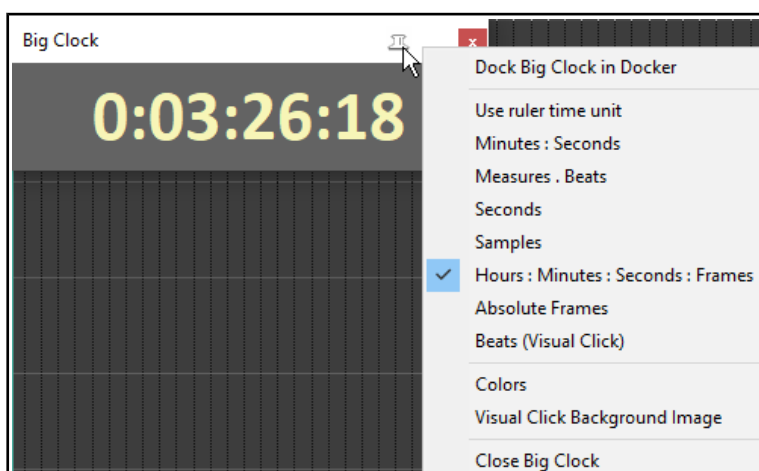 Big Clock
x
0:03:26:18
Dock Big Clock in Docker
Use ruler time unit
Minutes : Seconds
Measures . Beats
Seconds
Samples
Hours : Minutes : Seconds : Frames
Absolute Frames
Beats (Visual Click)
Colors
Visual Click Background Image
Close Big Clock